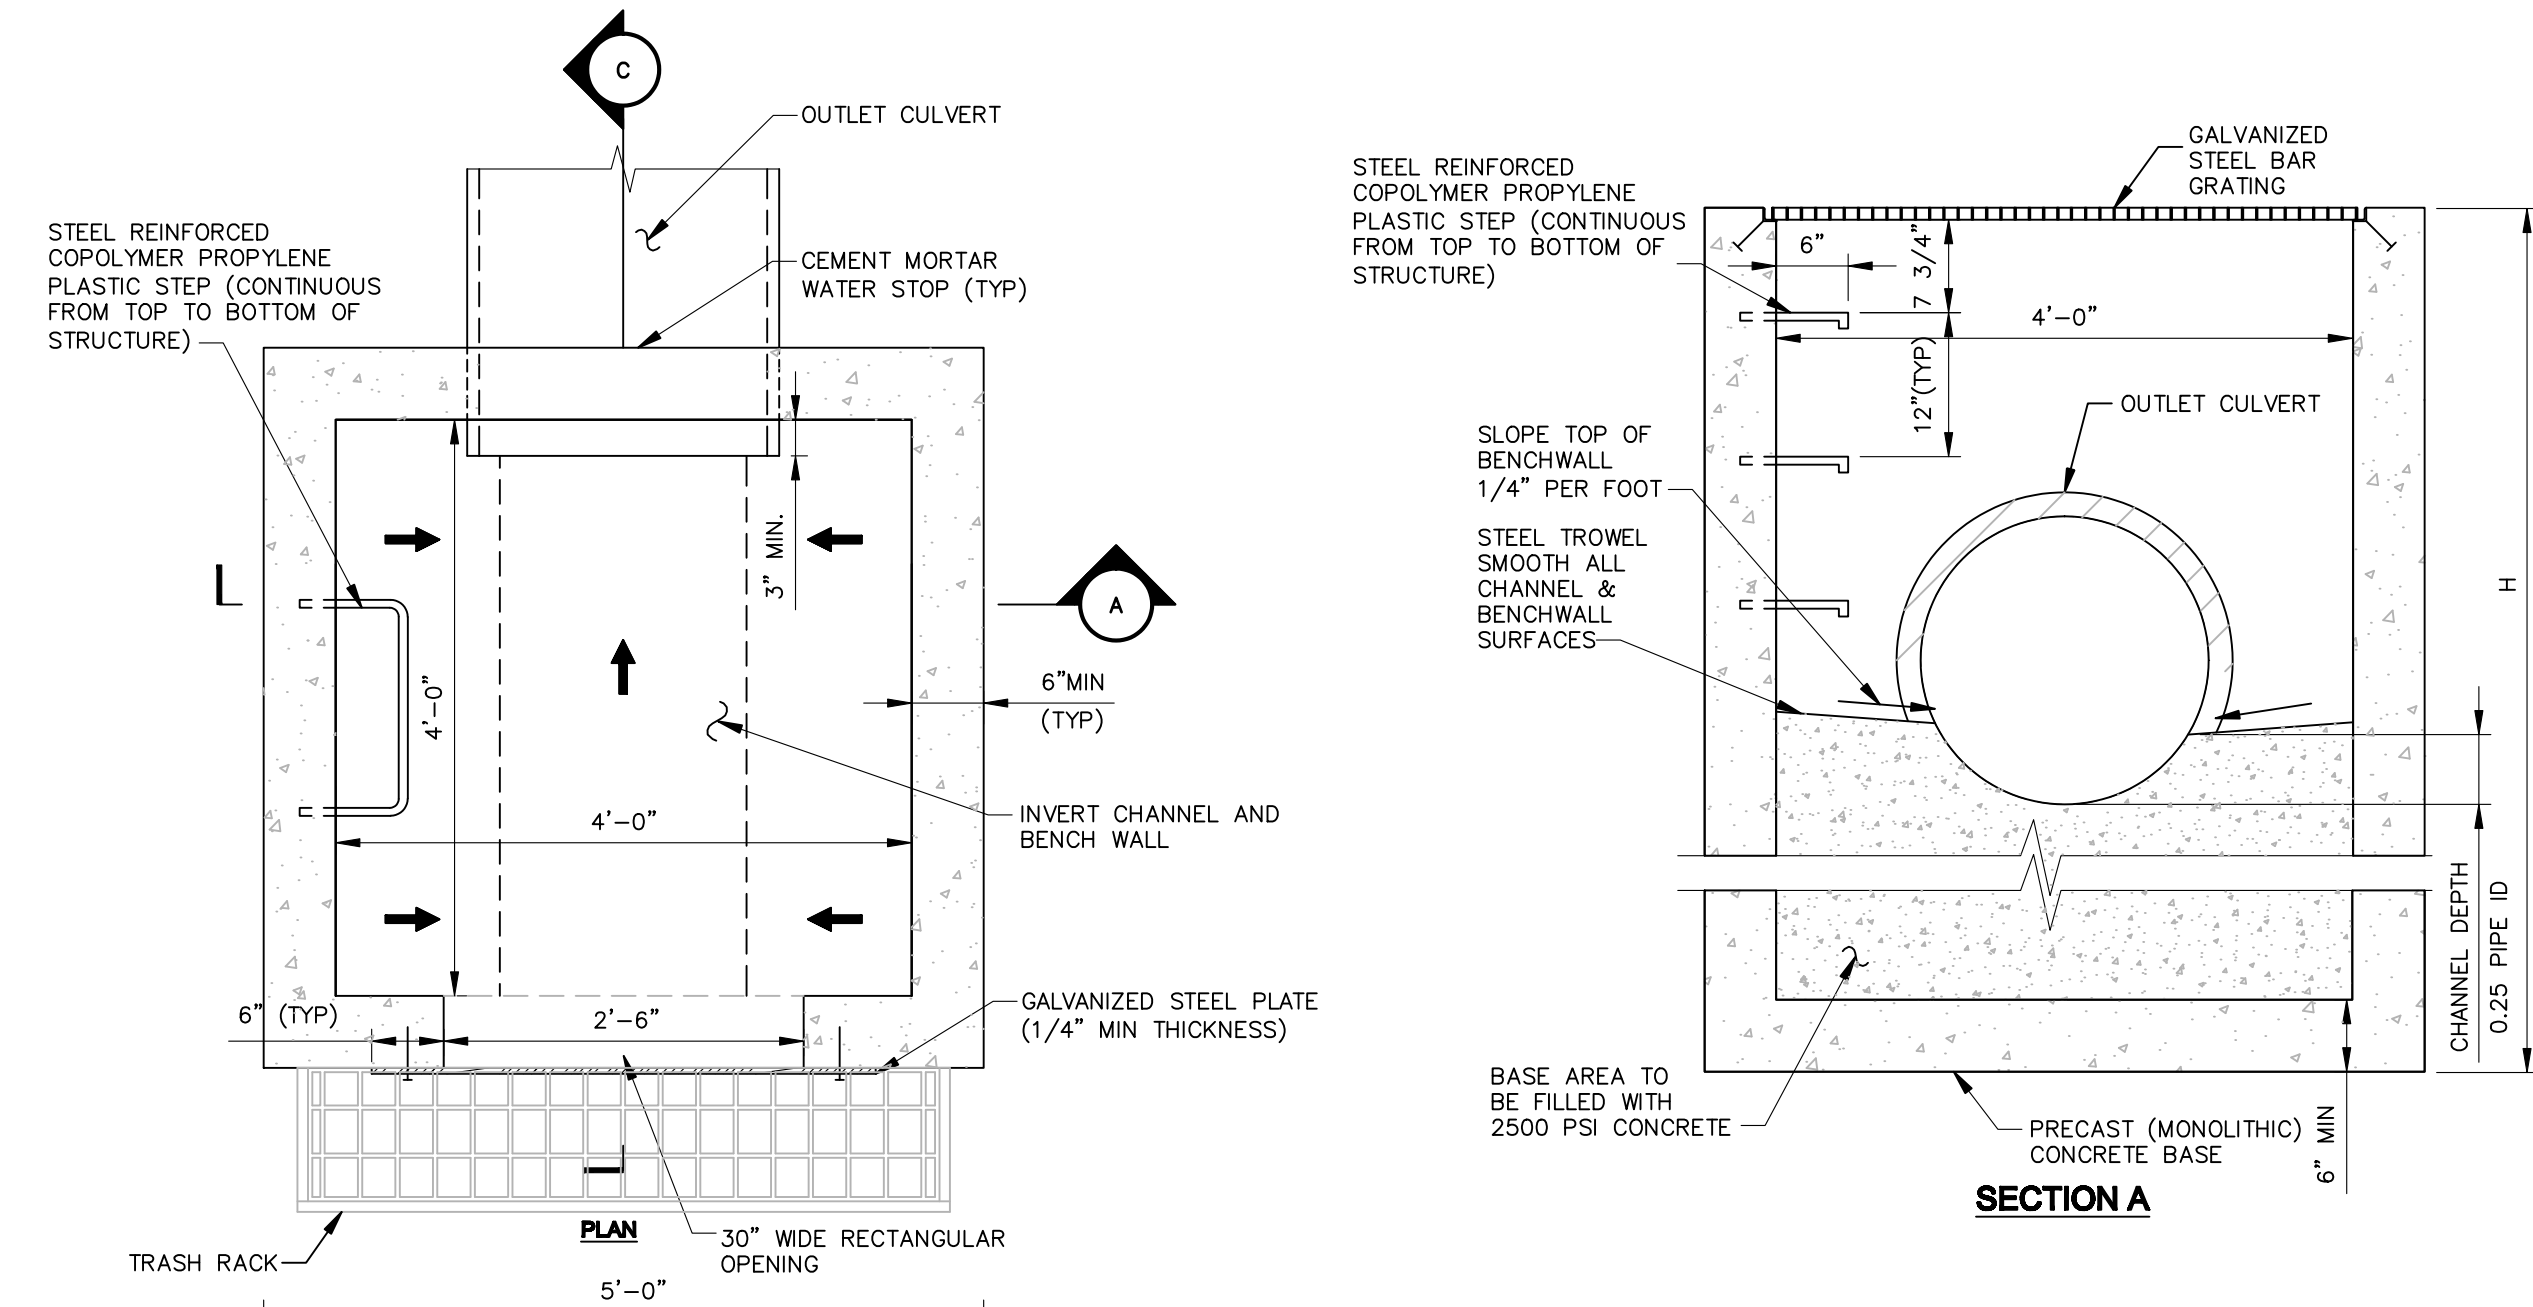 C
OUTLET CULVERT
STEEL REINFORCED
COPOLYMER PROPYLENE
PLASTIC STEP (CONTINUOUS
FROM TOP TO BOTTOM OF
STRUCTURE)
CEMENT MORTAR
WATER STOP (TYP)
3” MIN.
A
4’-0”
6”MIN
(TYP)
4’-0”
INVERT CHANNEL AND
BENCH WALL
6” (TYP)
2’-6”
GALVANIZED STEEL PLATE
(1/4” MIN THICKNESS)
PLAN
30” WIDE RECTANGULAR
OPENING
TRASH RACK
5’-0”
GALVANIZED
STEEL BAR
GRATING
STEEL REINFORCED
COPOLYMER PROPYLENE
PLASTIC STEP (CONTINUOUS
FROM TOP TO BOTTOM OF
STRUCTURE)
6”
7 3/4”
4’-0”
12”(TYP)
OUTLET CULVERT
SLOPE TOP OF
BENCHWALL
1/4” PER FOOT
STEEL TROWEL
SMOOTH ALL
CHANNEL &
BENCHWALL
SURFACES
H
CHANNEL DEPTH
0.25 PIPE ID
BASE AREA TO
BE FILLED WITH
2500 PSI CONCRETE
PRECAST (MONOLITHIC)
CONCRETE BASE
6” MIN
SECTION A